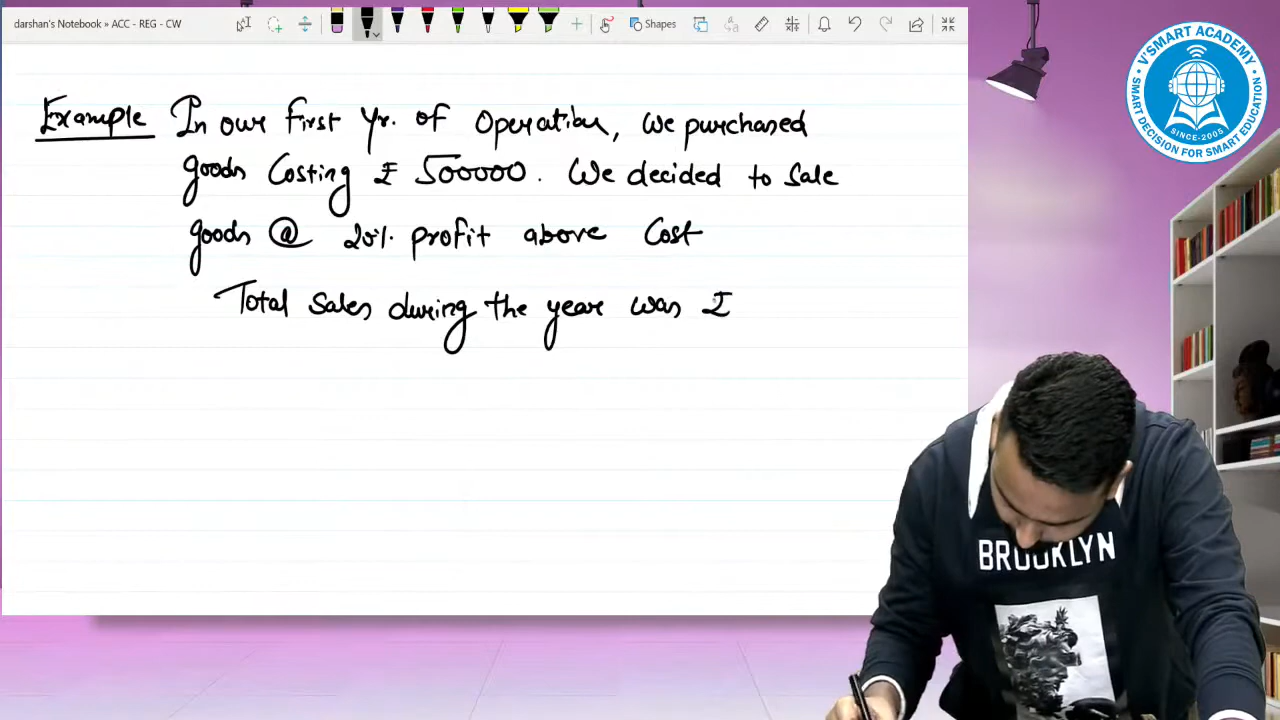 darshan's Notebook » ACC - REG - CW
Shapes
Example In our first yr. of Operation, we purchased
goods Costing ₹ 500000. We decided to Sale
goods @ 20% profit above Cost
Total Sales during the year was ₹
V'SMART ACADEMY
SINCE-2005
SMART DECISION FOR SMART EDUCATION
BROOKLYN